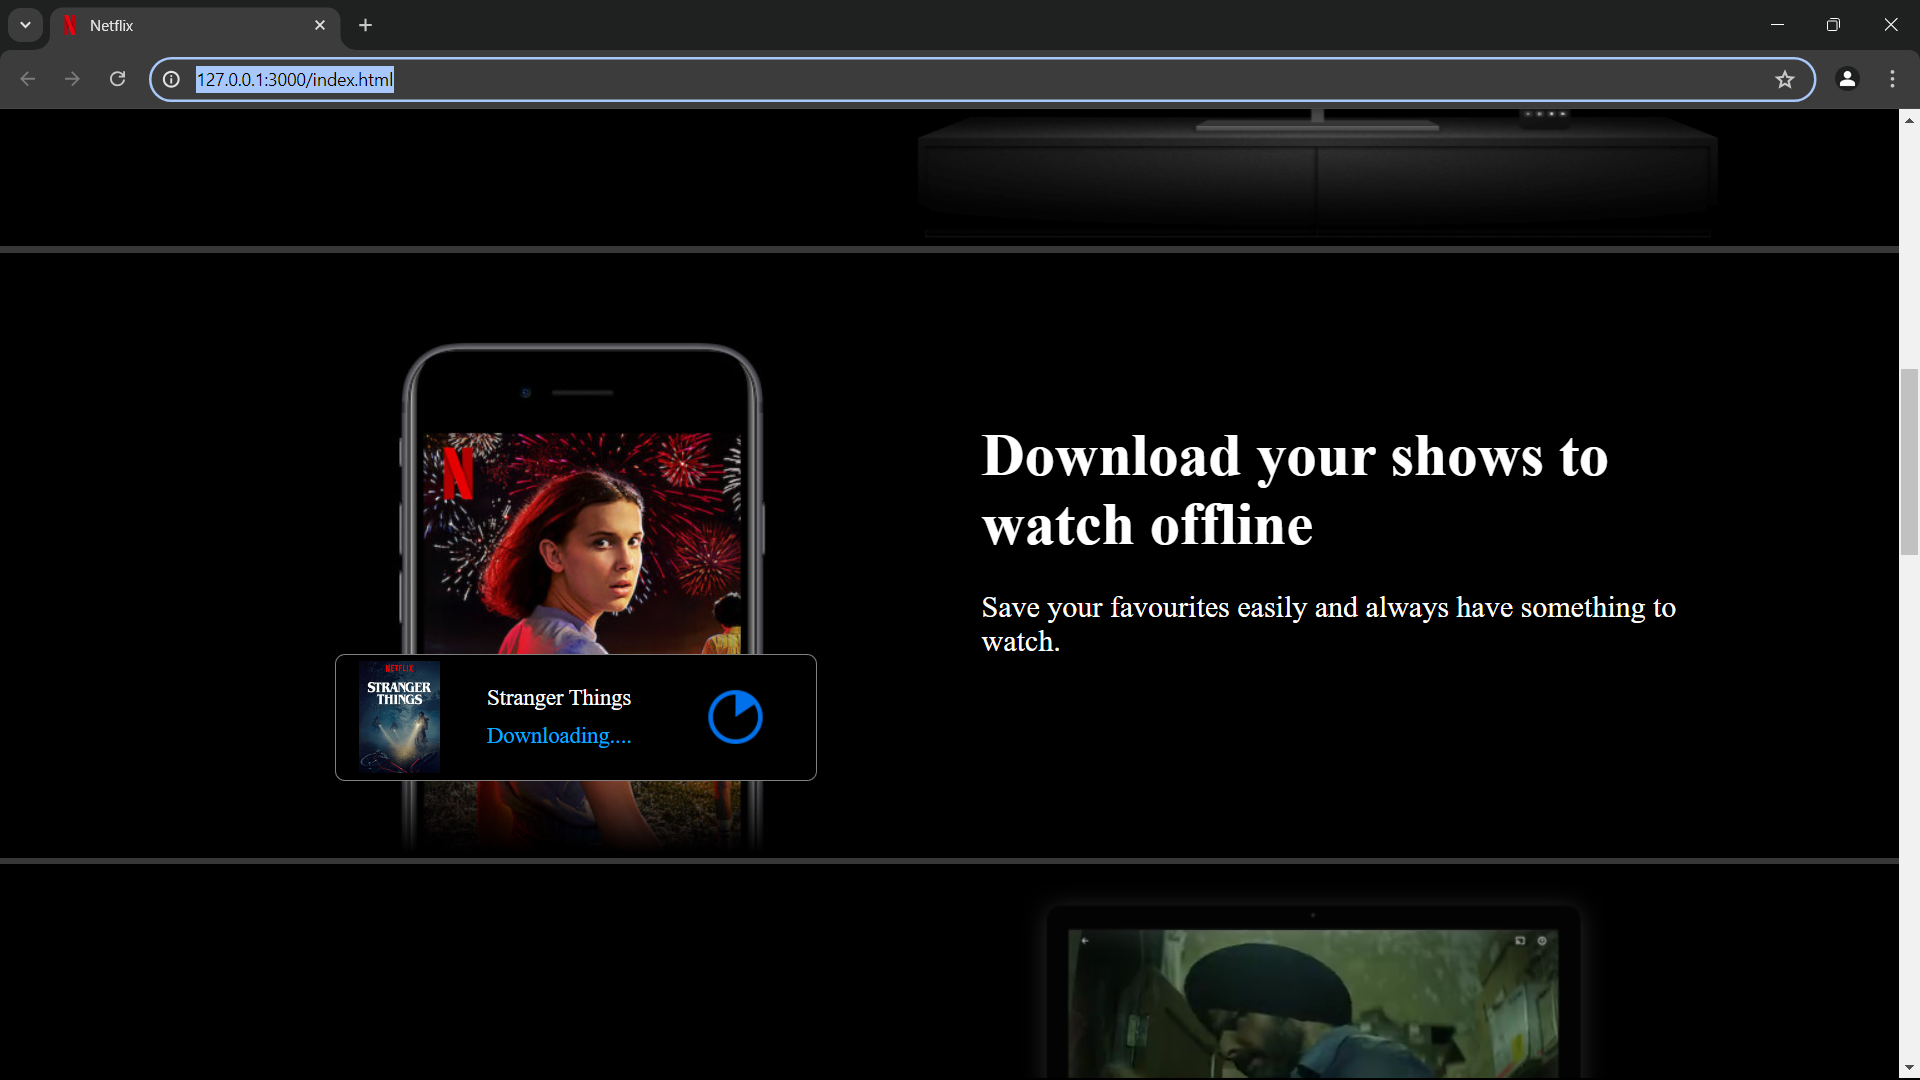 Netflix
127.0.0.1:3000/index.html
Download your shows to
watch offline
Save your favourites easily and always have something to
watch.
N
NETFLIX
STRANGER
THINGS
Stranger Things
Downloading....